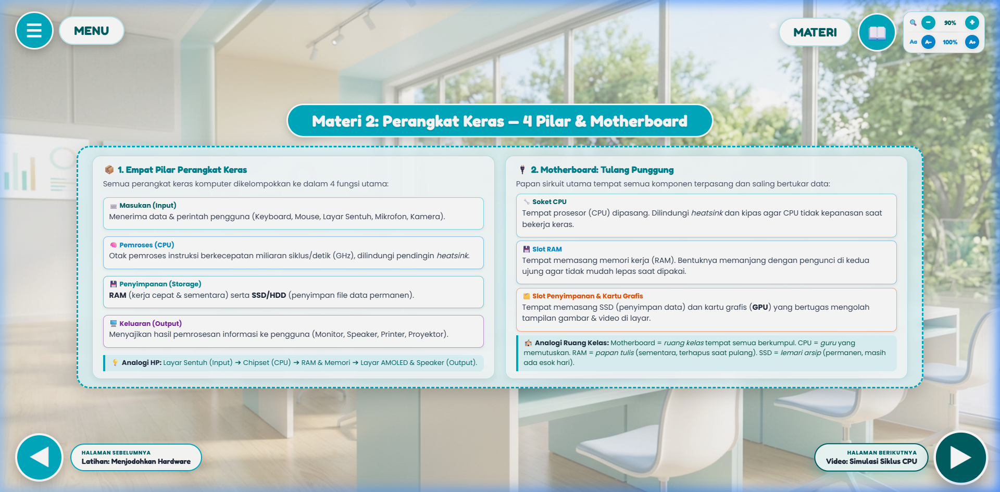 ☰ MENU
MATERI
🔍 − 90% +
Aa A− 100% A+
Materi 2: Perangkat Keras — 4 Pilar & Motherboard
📦 1. Empat Pilar Perangkat Keras
Semua perangkat keras komputer dikelompokkan ke dalam 4 fungsi utama:
Masukan (Input)
Menerima data & perintah pengguna (Keyboard, Mouse, Layar Sentuh, Mikrofon, Kamera).
Pemroses (CPU)
Otak pemroses instruksi berkecepatan miliaran siklus/detik (GHz), dilindungi pendingin heatsink.
Penyimpanan (Storage)
RAM (kerja cepat & sementara) serta SSD/HDD (penyimpan file data permanen).
Keluaran (Output)
Menyajikan hasil pemrosesan informasi ke pengguna (Monitor, Speaker, Printer, Proyektor).
Analogi HP: Layar Sentuh (Input) ➔ Chipset (CPU) ➔ RAM & Memori ➔ Layar AMOLED & Speaker (Output).
2. Motherboard: Tulang Punggung
Papan sirkuit utama tempat semua komponen terpasang dan saling bertukar data:
Soket CPU
Tempat prosesor (CPU) dipasang. Dilindungi heatsink dan kipas agar CPU tidak kepanasan saat
bekerja keras.
Slot RAM
Tempat memasang memori kerja (RAM). Bentuknya memanjang dengan pengunci di kedua
ujung agar tidak mudah lepas saat dipakai.
Slot Penyimpanan & Kartu Grafis
Tempat memasang SSD (penyimpan data) dan kartu grafis (GPU) yang bertugas mengolah
tampilan gambar & video di layar.
Analogi Ruang Kelas: Motherboard = ruang kelas tempat semua berkumpul. CPU = guru yang
memutuskan. RAM = papan tulis (sementara, terhapus saat pulang). SSD = lemari arsip (permanen, masih
ada esok hari).
HALAMAN SEBELUMNYA
Latihan: Menjodohkan Hardware
HALAMAN BERIKUTNYA
Video: Simulasi Siklus CPU